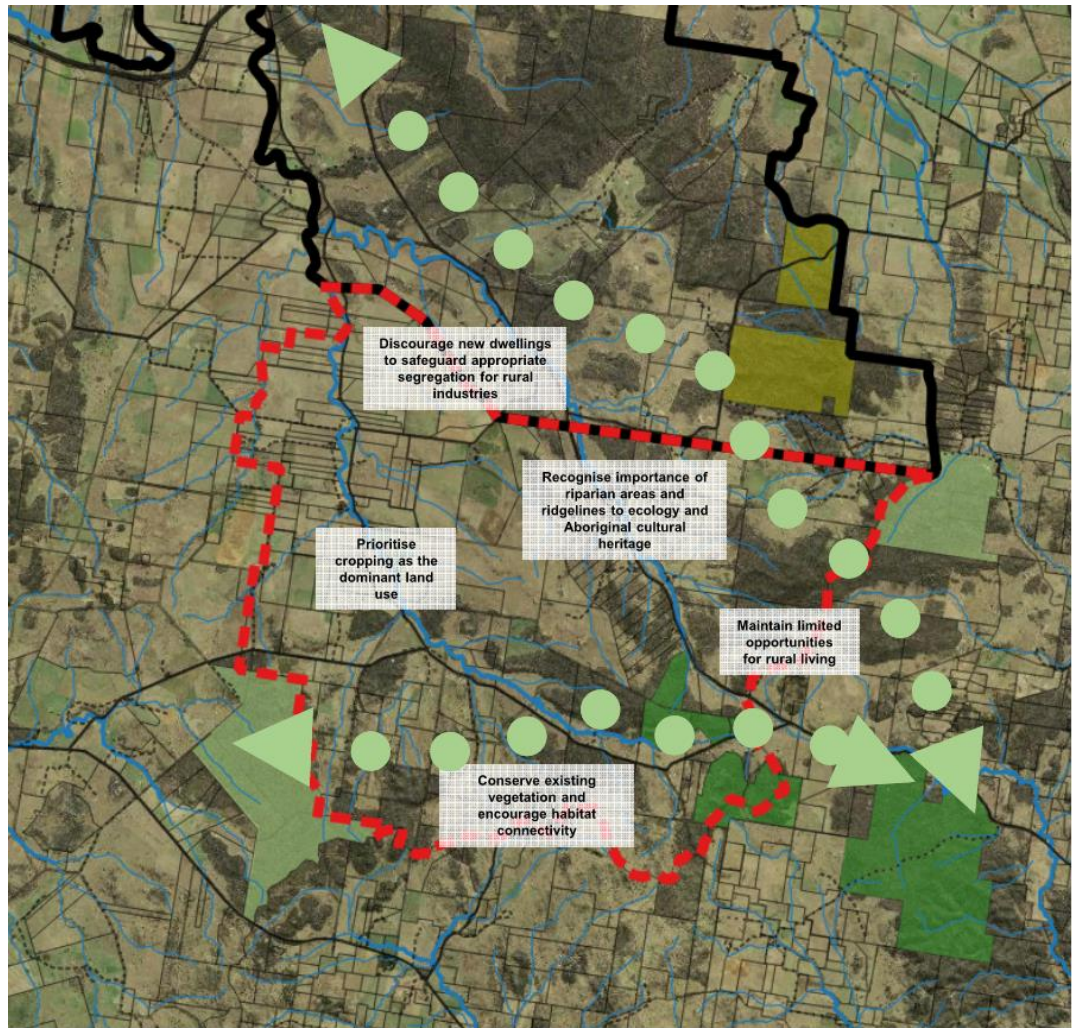 Discourage new dwellings
to safeguard appropriate
segregation for rural
industries
Recognise importance of
riparian areas and
ridgelines to ecology and
Aboriginal cultural
heritage
Prioritise
cropping as the
dominant land
use
Maintain limited
opportunities
for rural living
Conserve existing
vegetation and
encourage habitat
connectivity